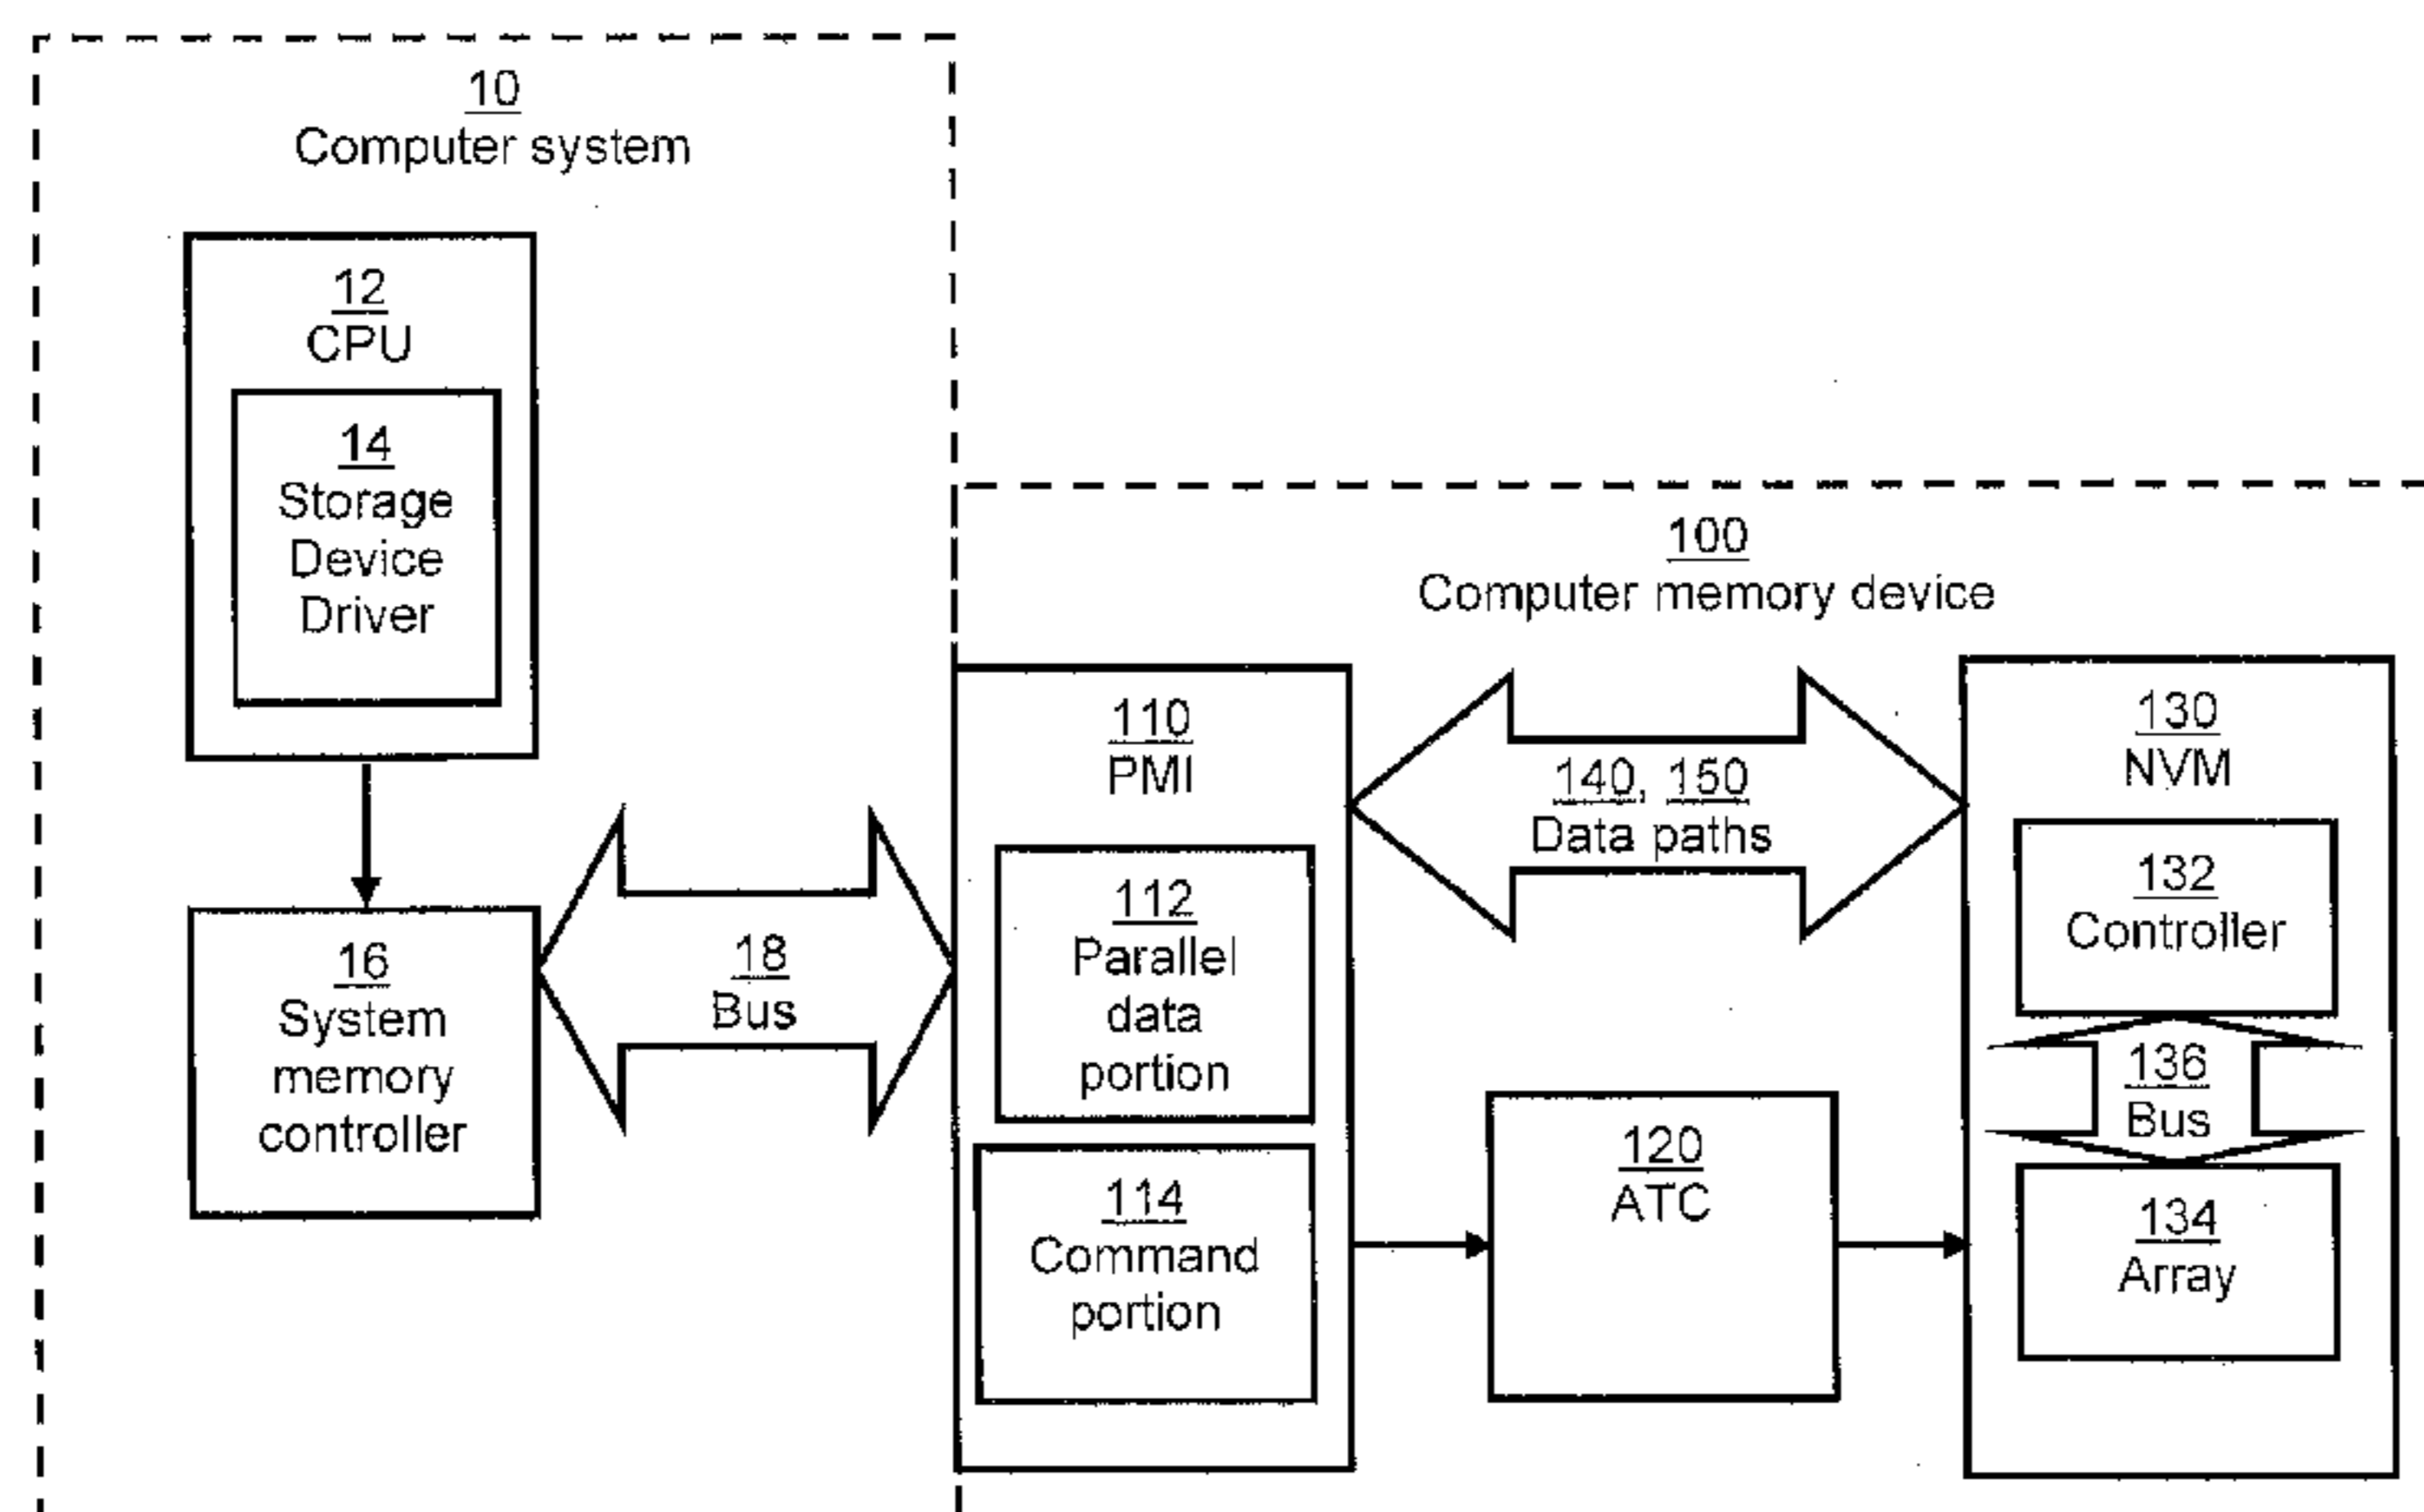 10
Computer system
12
CPU
14
Storage
Device
Driver
16
System
memory
controller
18
Bus
100
Computer memory device
110
PMI
112
Parallel
data
portion
114
Command
portion
140, 150
Data paths
120
ATC
130
NVM
132
Controller
136
Bus
134
Array